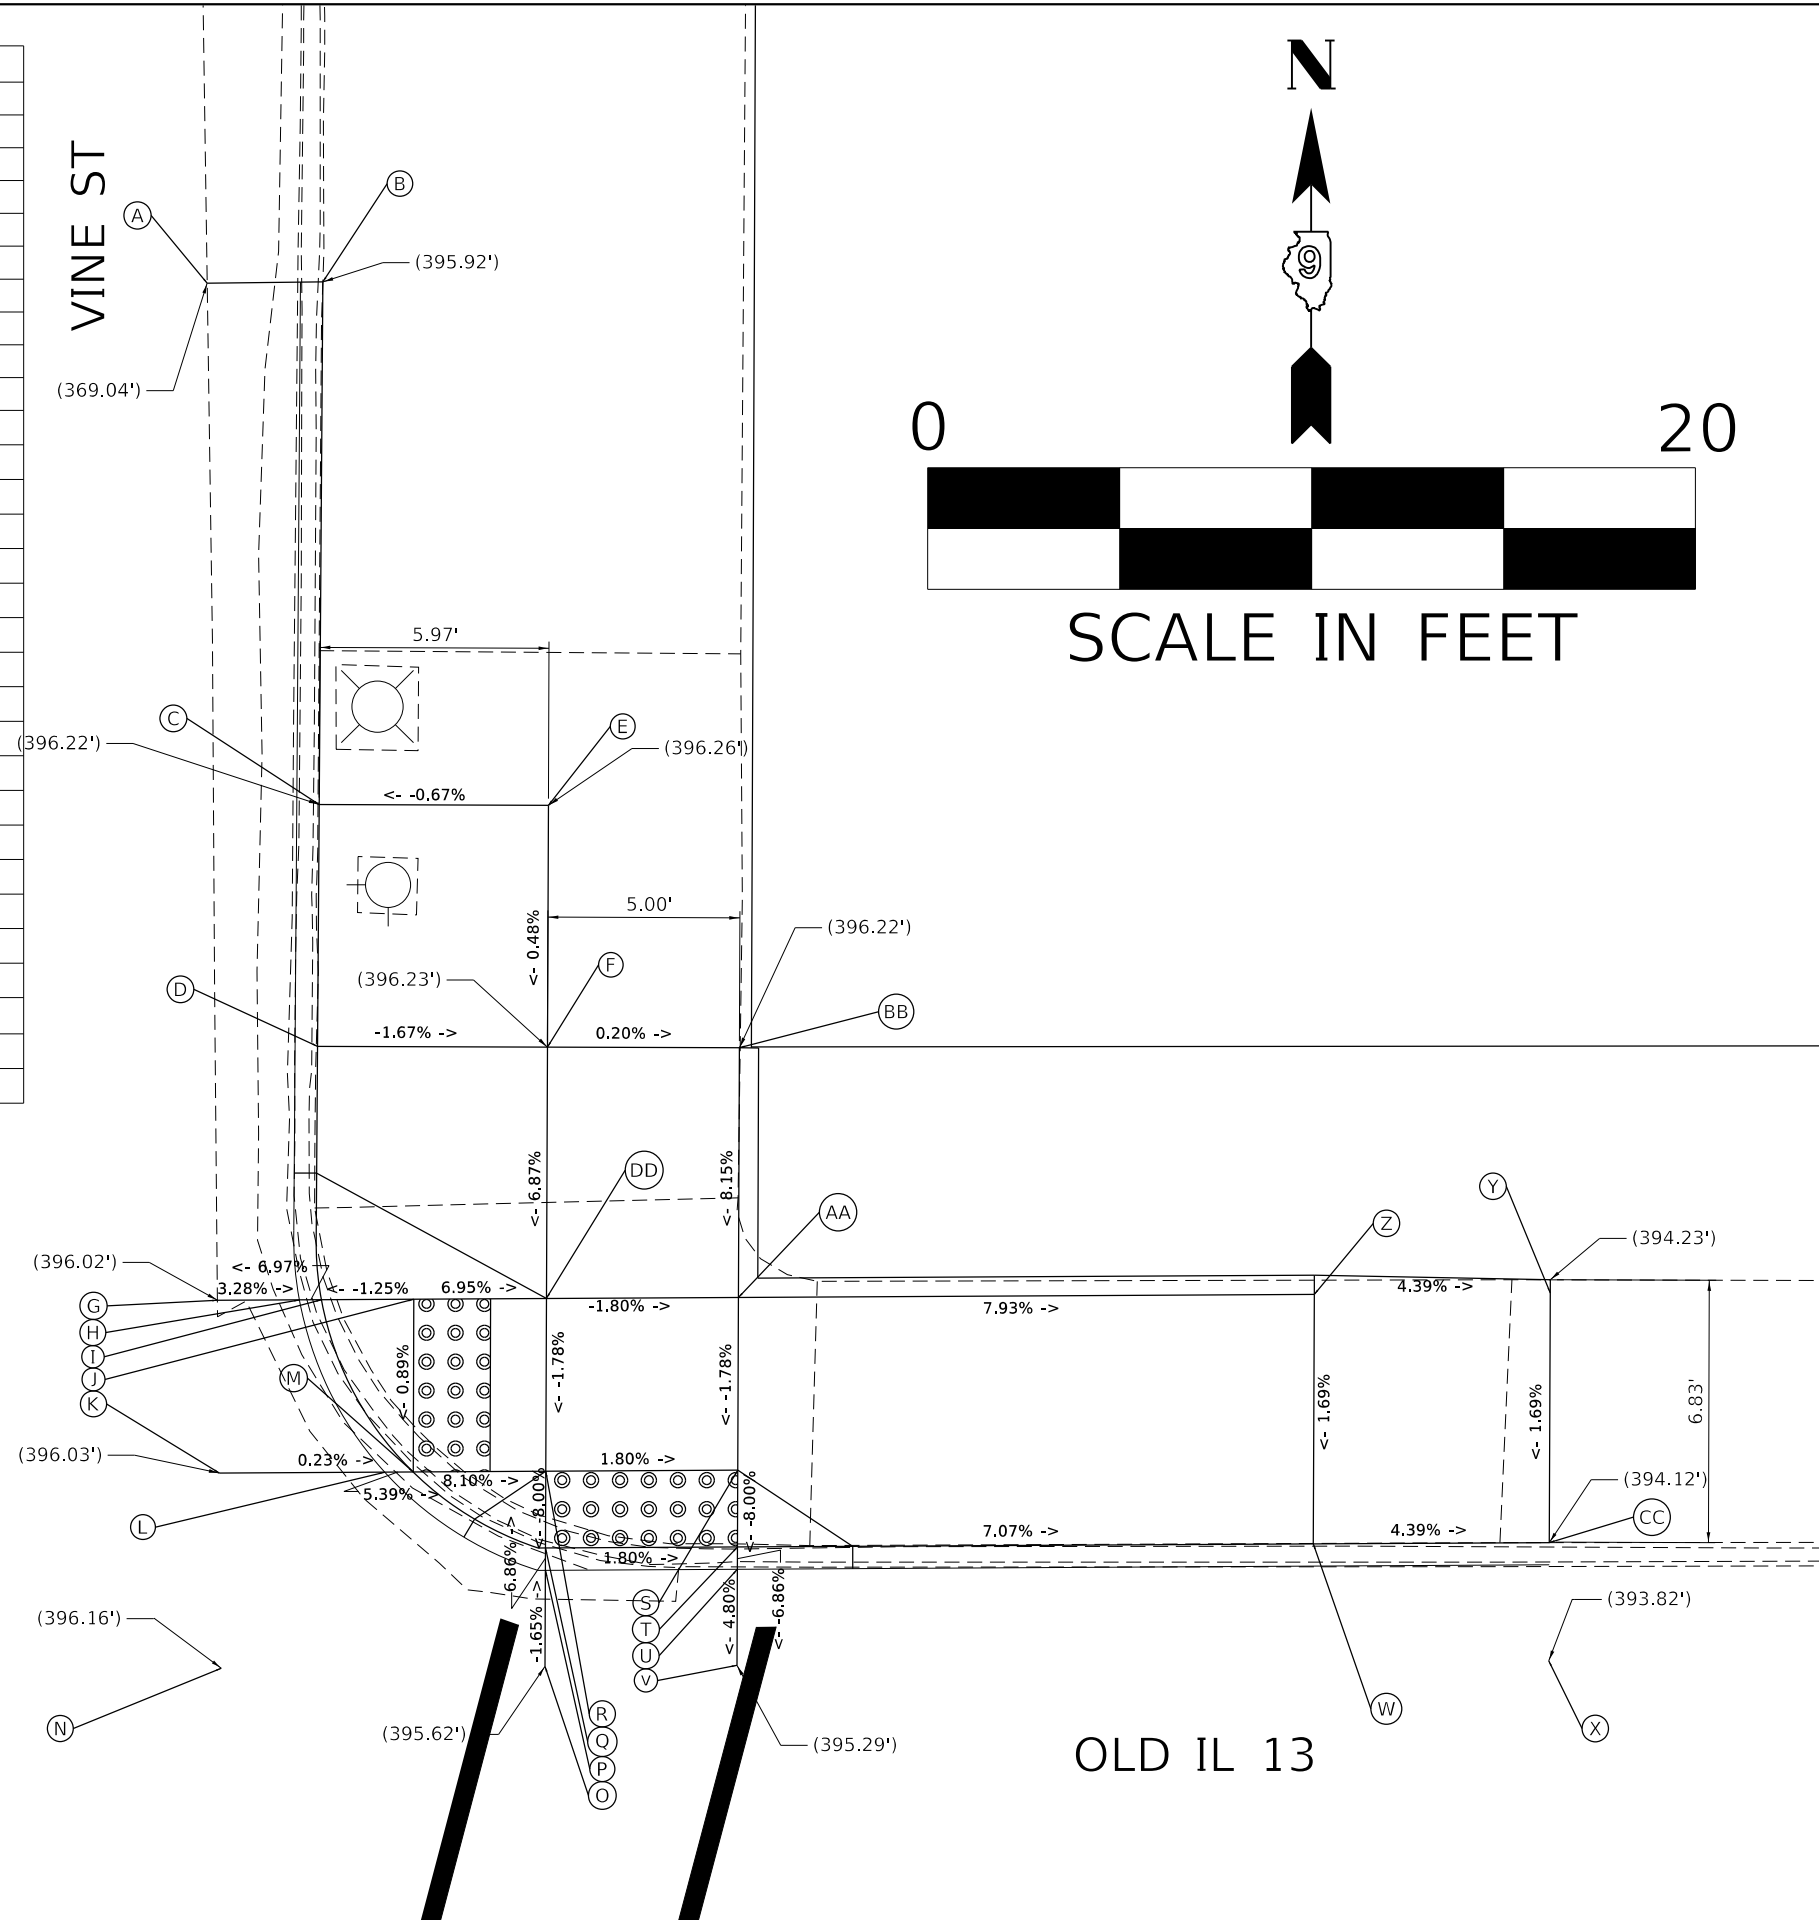 N
VINE ST
B
A
(395.92')
9
(369.04')
0
20
SCALE IN FEET
5.97'
C
E
(396.22')
(396.26')
<- -0.67%
5.00'
<- 0.48%
(396.22')
F
(396.23')
D
BB
-1.67% ->
0.20% ->
<- 6.87%
<- 8.15%
DD
Y
AA
Z
(394.23')
(396.02')
<- 6.97%
3.28% ->
<- -1.25%
6.95% ->
4.39% ->
G
-1.80% ->
7.93% ->
H
I
J
M
<- 0.89%
<- -1.78%
<- -1.78%
<- 1.69%
<- 1.69%
6.83'
K
(396.03')
0.23% ->
1.80% ->
8.10% ->
(394.12')
5.39% ->
<- -8.00%
<- -8.00%
L
CC
7.07% ->
4.39% ->
1.80% ->
6.86% ->
-1.65% ->
<- 4.80%
<- -6.86%
S
T
U
V
(393.82')
(396.16')
N
R
Q
P
O
(395.62')
(395.29')
W
X
OLD IL 13